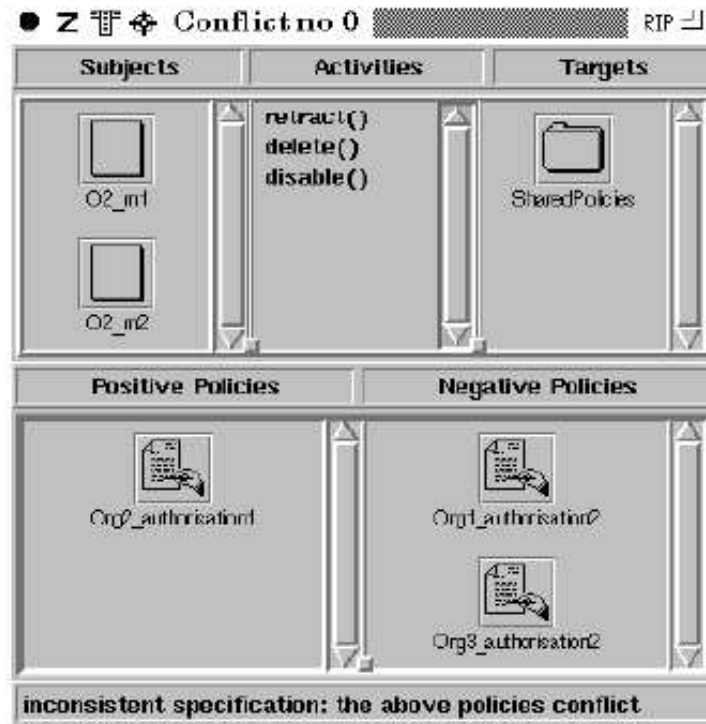 Z Conflict no 0 RIP
Subjects Activities Targets
retract()
delete()
disable()
O2_m1
SharedPolicies
O2_m2
Positive Policies Negative Policies
Org2_authorisation1
Org1_authorisation2
Org3_authorisation2
inconsistent specification: the above policies conflict